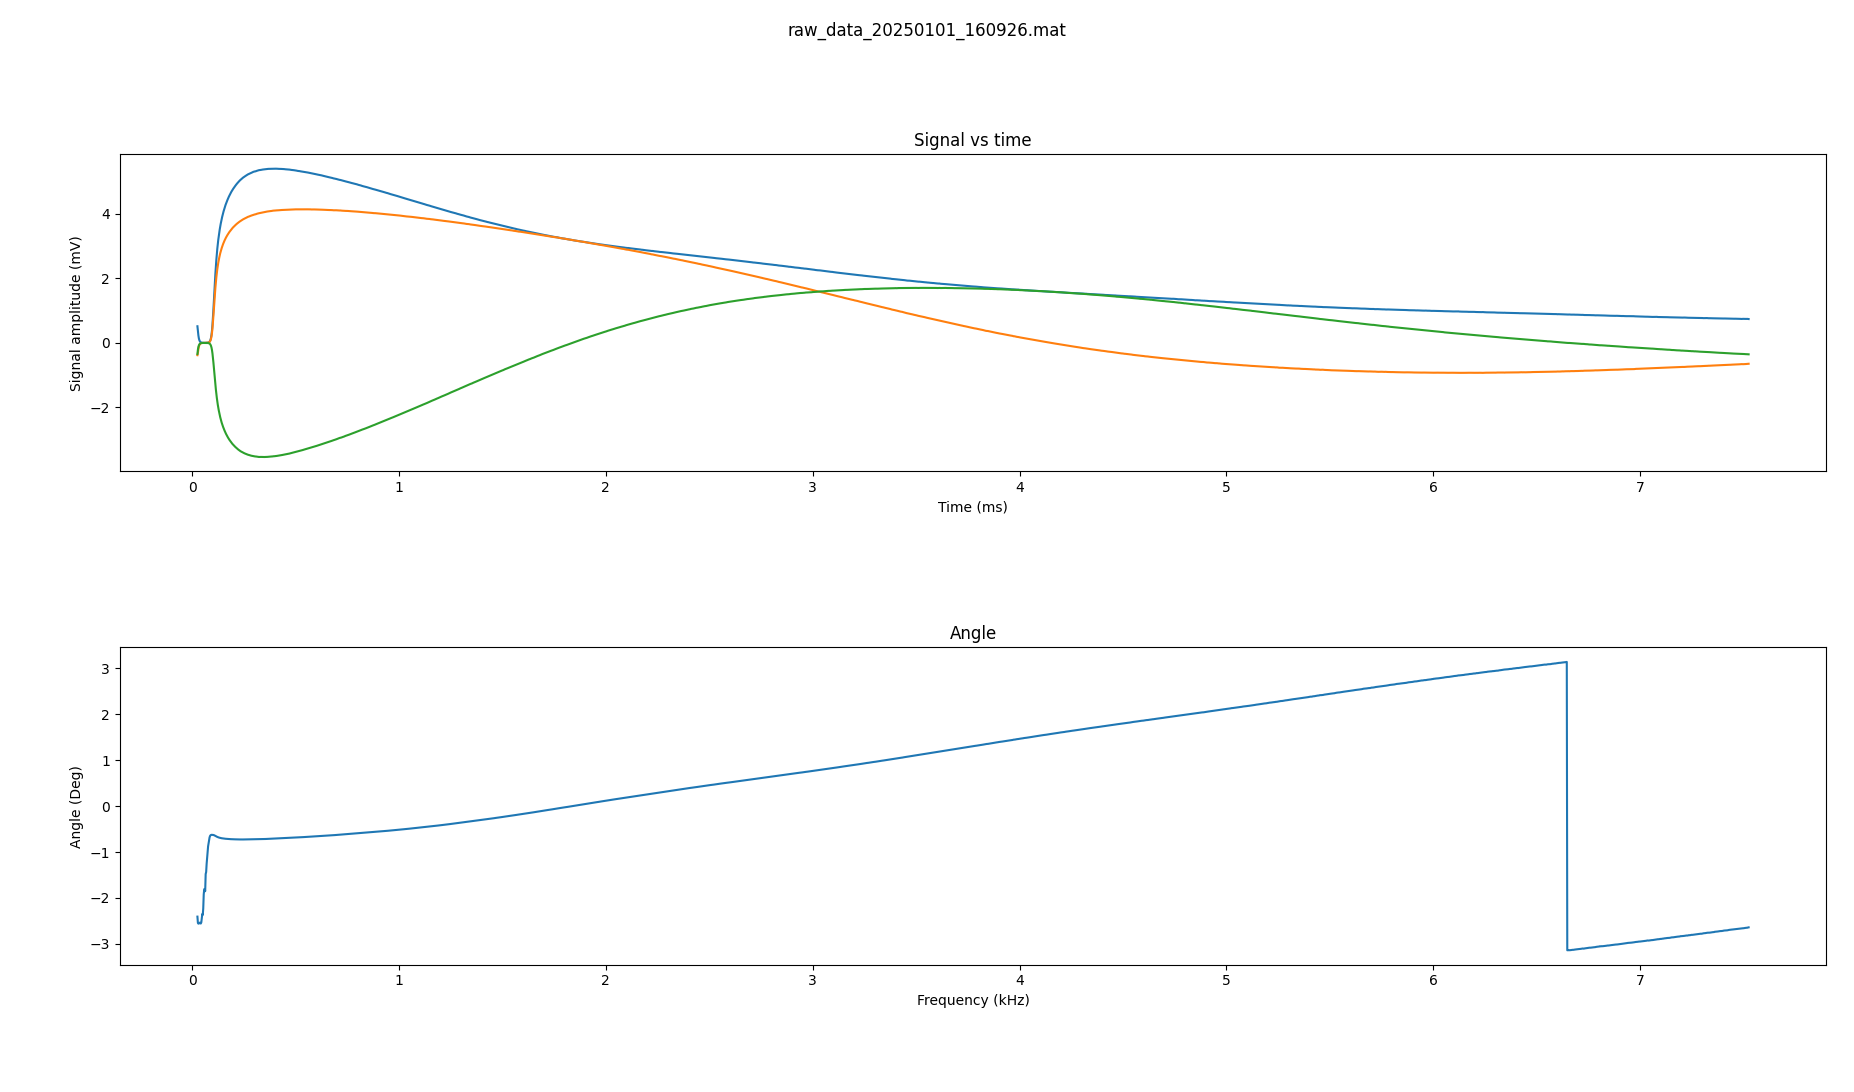 raw_data_20250101_160926.mat
Signal vs time
Signal amplitude (mV)
4
2
0
−2
0 1 2 3 4 5 6 7
Time (ms)
Angle
Angle (Deg)
3
2
1
0
−1
−2
−3
0 1 2 3 4 5 6 7
Frequency (kHz)